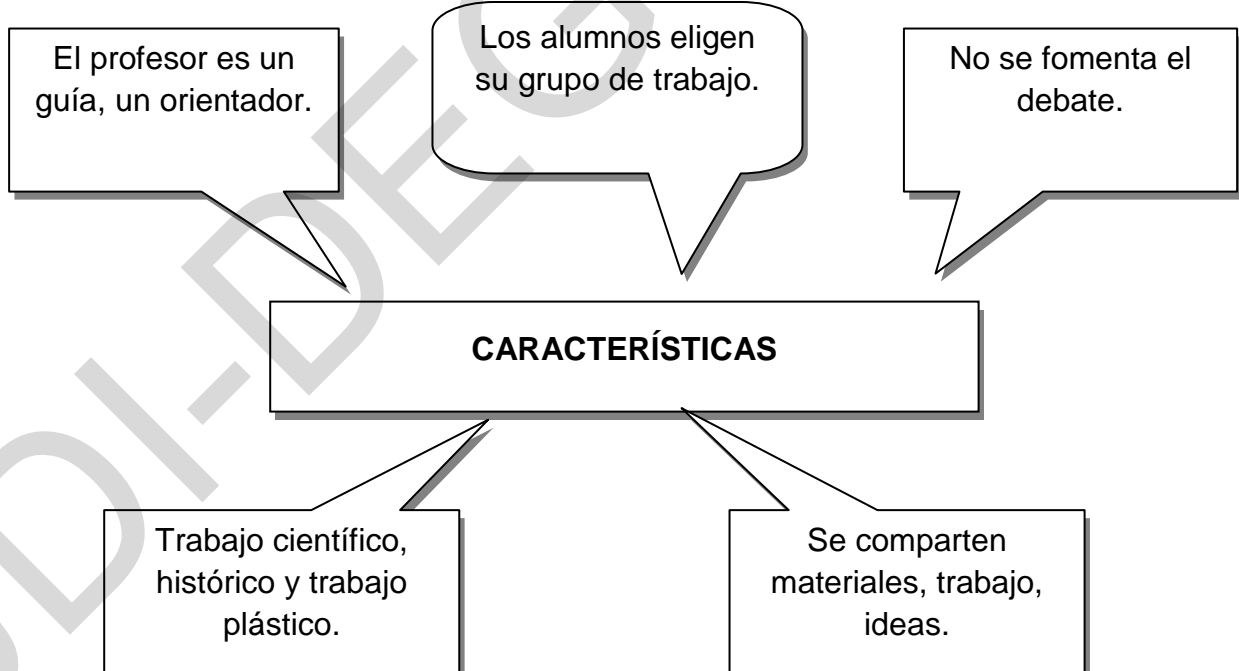 El profesor es un
guía, un orientador.
Los alumnos eligen
su grupo de trabajo.
No se fomenta el
debate.
CARACTERÍSTICAS
Trabajo científico,
histórico y trabajo
plástico.
Se comparten
materiales, trabajo,
ideas.